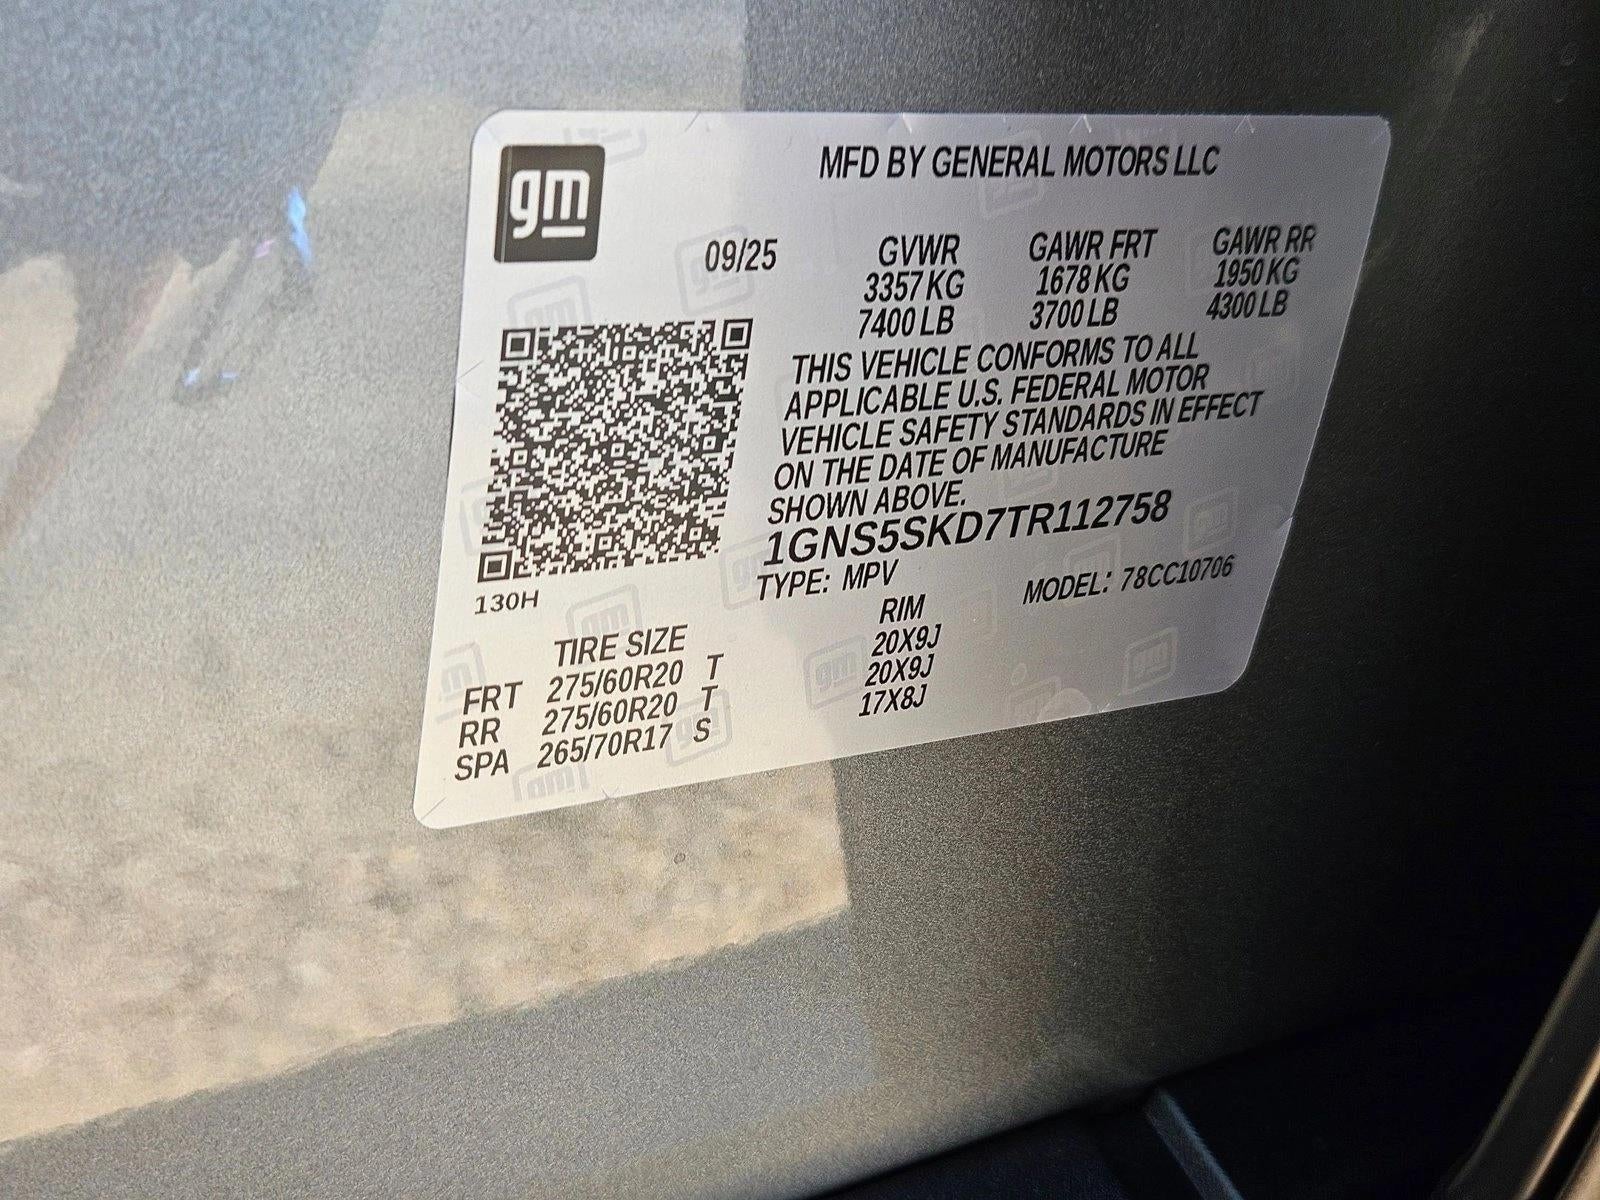 gm
MFD BY GENERAL MOTORS LLC
09/25 GVWR GAWR FRT GAWR RR
3357 KG 1678 KG 1950 KG
7400 LB 3700 LB 4300 LB
THIS VEHICLE CONFORMS TO ALL
APPLICABLE U.S. FEDERAL MOTOR
VEHICLE SAFETY STANDARDS IN EFFECT
ON THE DATE OF MANUFACTURE
SHOWN ABOVE.
1GNS5SKD7TR112758
TYPE: MPV MODEL: 78CC10706
130H
TIRE SIZE RIM
FRT 275/60R20 T 20X9J
RR 275/60R20 T 20X9J
SPA 265/70R17 S 17X8J